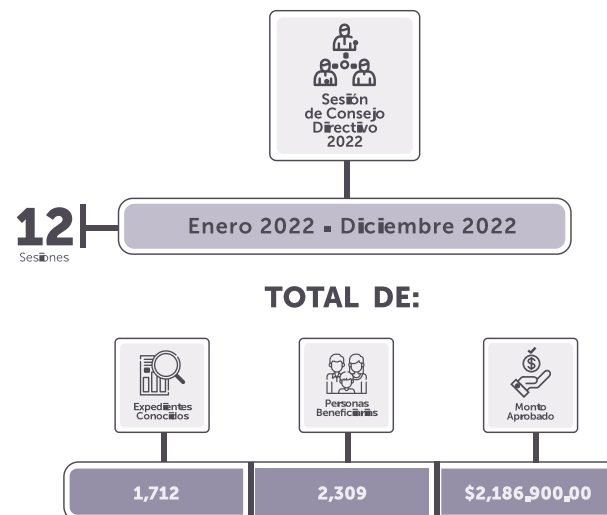 Sesión
de Consejo
Directivo
2022
12
Sesiones
Enero 2022 - Diciembre 2022
TOTAL DE:
Expedientes
Conocidos
Personas
Beneficiarias
Monto
Aprobado
1,712
2,309
$2,186,900.00